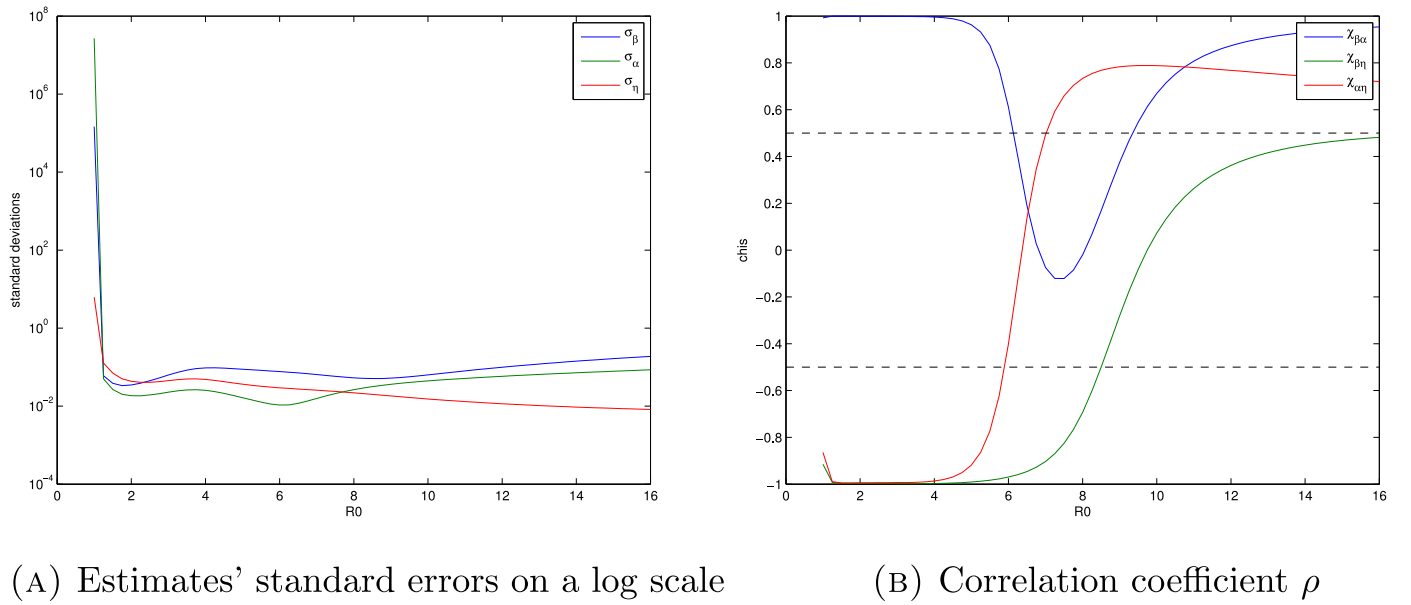 10^8
10^6
10^4
10^2
10^0
10^−2
10^−4
standard deviations
0 2 4 6 8 10 12 14 16
R0
σ_β
σ_α
σ_η
(A) Estimates' standard errors on a log scale
1
0.8
0.6
0.4
0.2
0
−0.2
−0.4
−0.6
−0.8
−1
chis
0 2 4 6 8 10 12 14 16
R0
χ_βα
χ_βη
χ_αη
(B) Correlation coefficient ρ